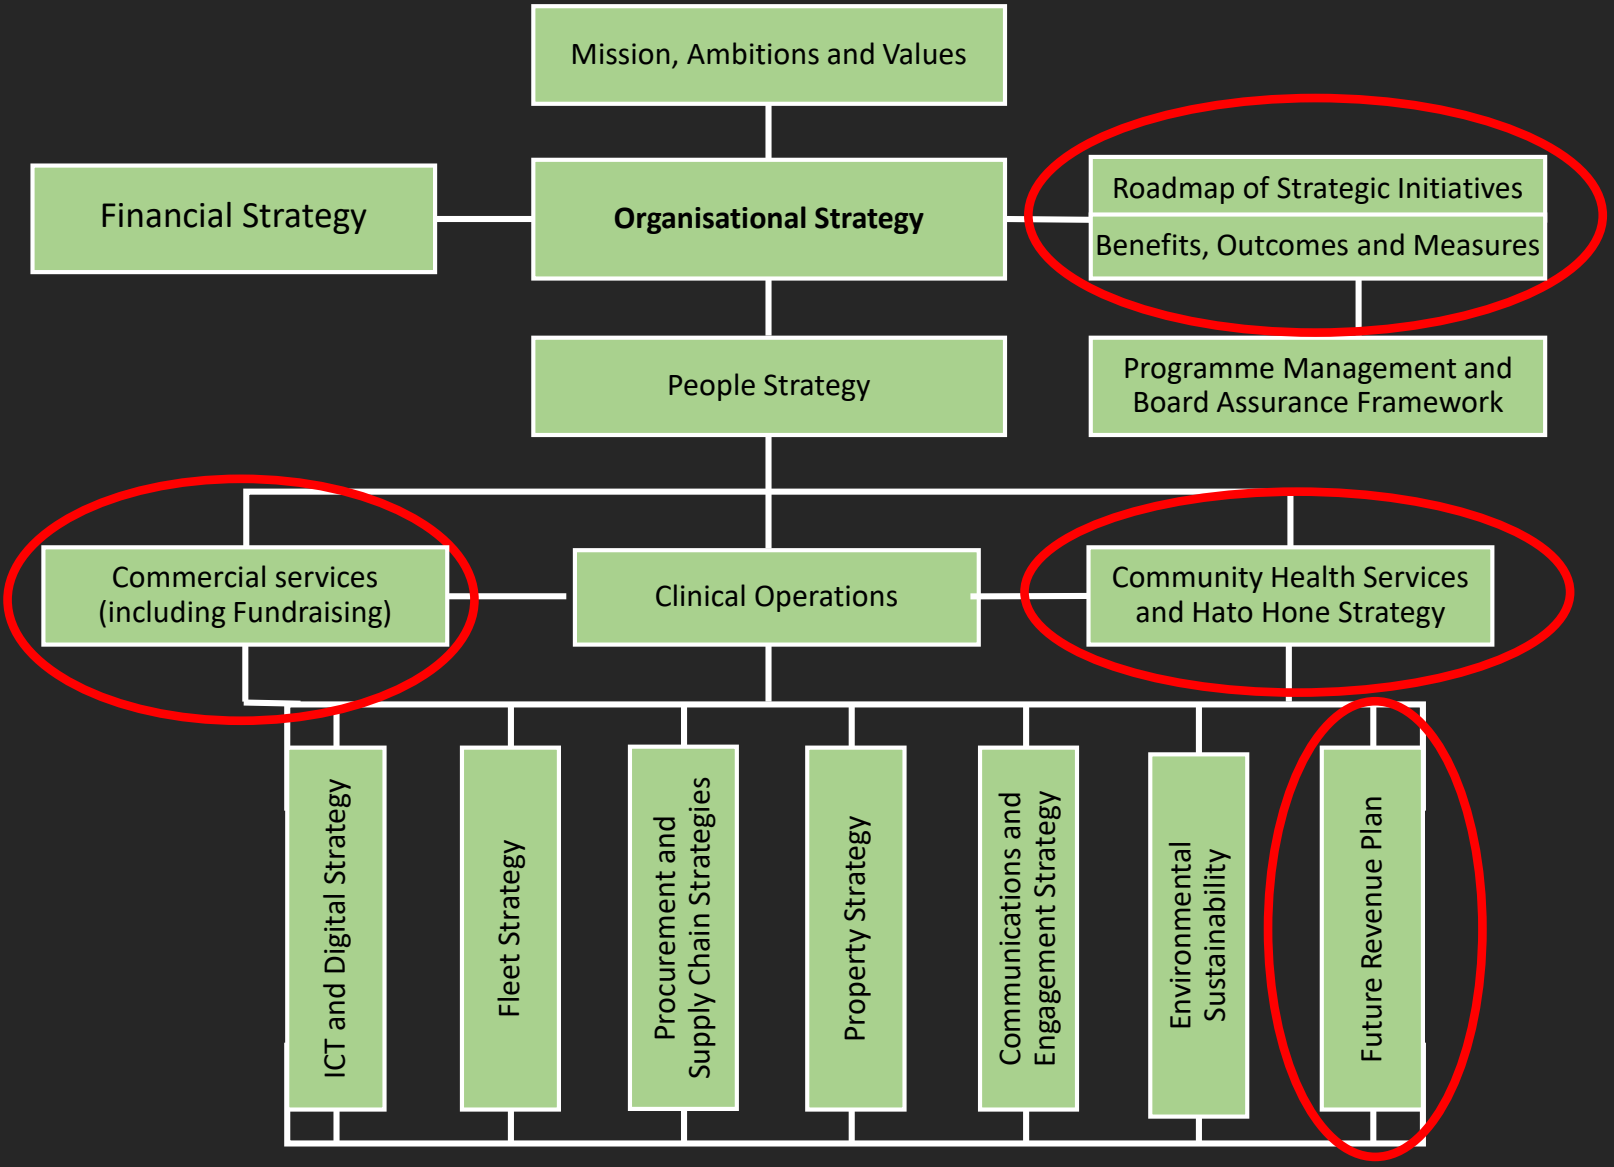 Mission, Ambitions and Values
Financial Strategy
Organisational Strategy
Roadmap of Strategic Initiatives
Benefits, Outcomes and Measures
People Strategy
Programme Management and
Board Assurance Framework
Commercial services
(including Fundraising)
Clinical Operations
Community Health Services
and Hato Hone Strategy
ICT and Digital Strategy
Fleet Strategy
Procurement and
Supply Chain Strategies
Property Strategy
Communications and
Engagement Strategy
Environmental
Sustainability
Future Revenue Plan